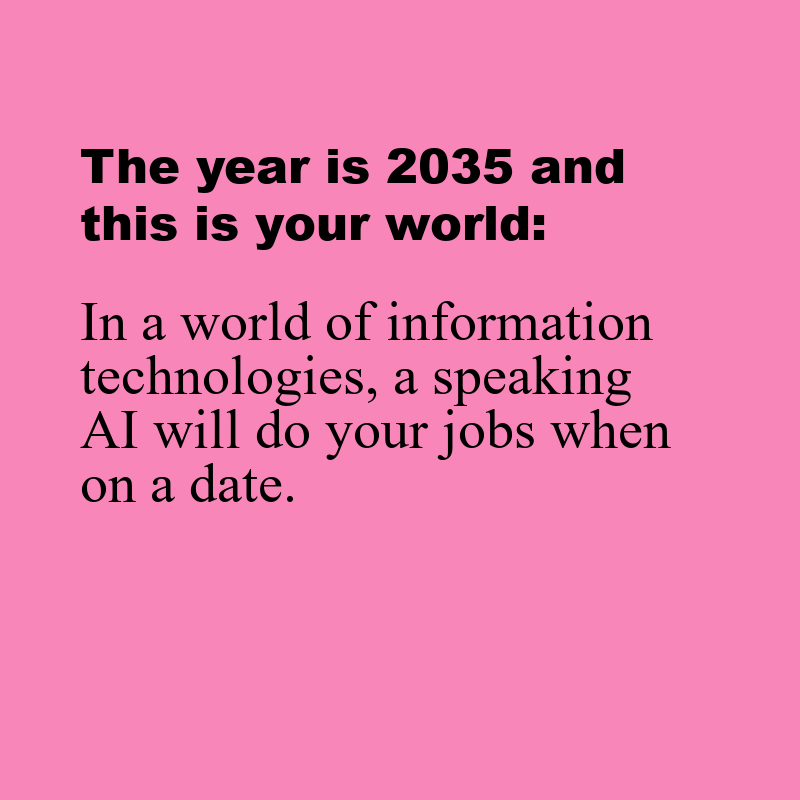 The year is 2035 and
this is your world:
In a world of information
technologies, a speaking
AI will do your jobs when
on a date.